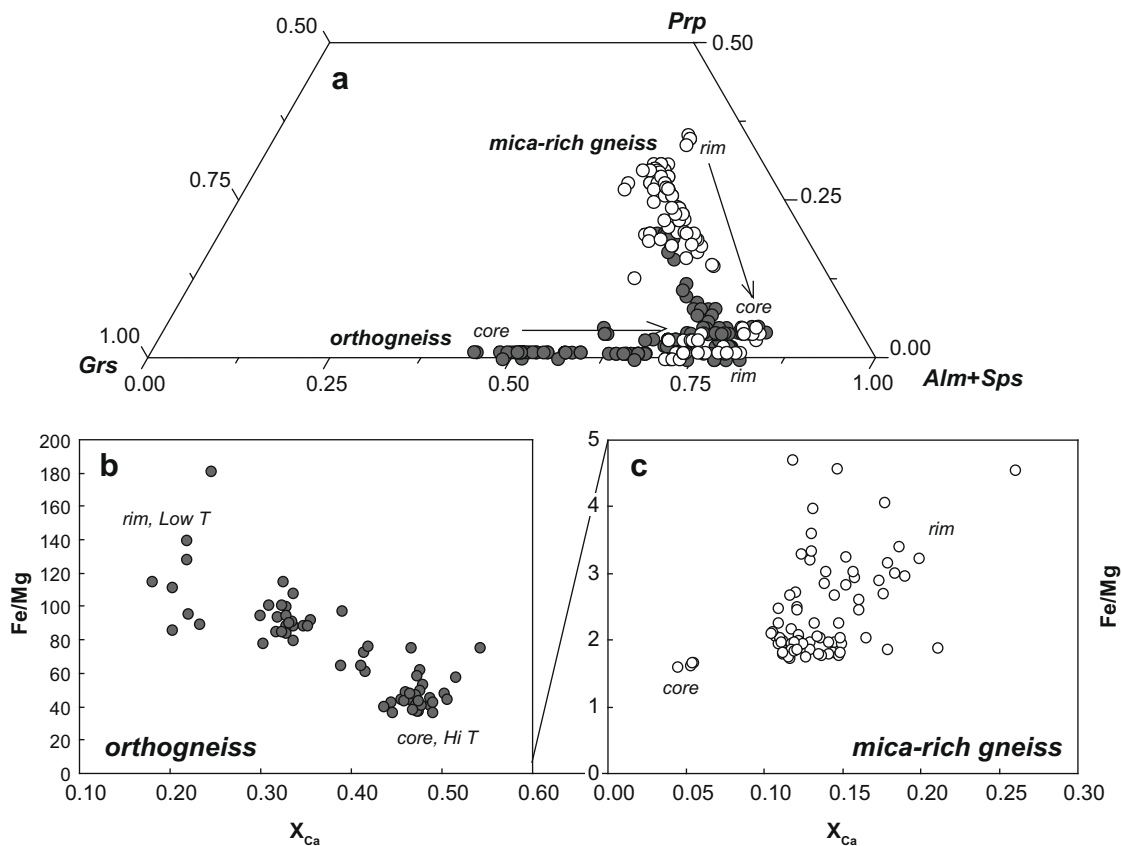 Prp
0.50
0.50
a
mica-rich gneiss
rim
0.75
0.25
core
orthogneiss
core
1.00
0.00
Grs
rim
Alm+Sps
0.00
0.25
0.50
0.75
1.00
b
200
180
160
140
120
100
80
60
40
20
0
Fe/Mg
rim, Low T
core, Hi T
orthogneiss
0.10
0.20
0.30
0.40
0.50
0.60
XCa
c
5
4
3
2
1
0
Fe/Mg
rim
core
mica-rich gneiss
0.00
0.05
0.10
0.15
0.20
0.25
0.30
XCa